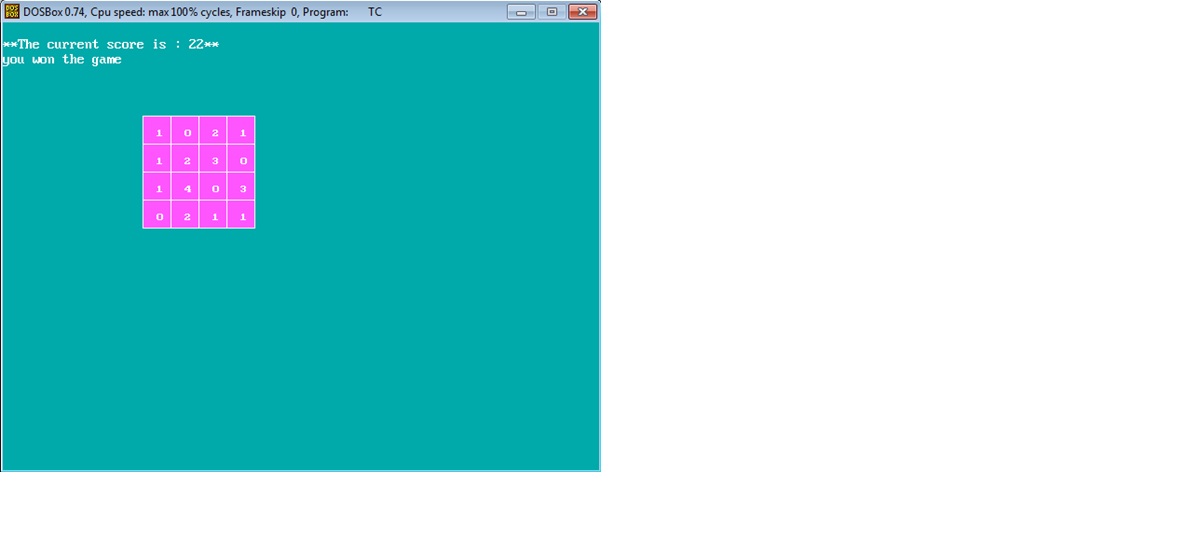 DOSBox 0.74, Cpu speed: max 100% cycles, Frameskip 0, Program: TC
**The current score is : 22**
you won the game
1 0 2 1
1 2 3 0
1 4 0 3
0 2 1 1